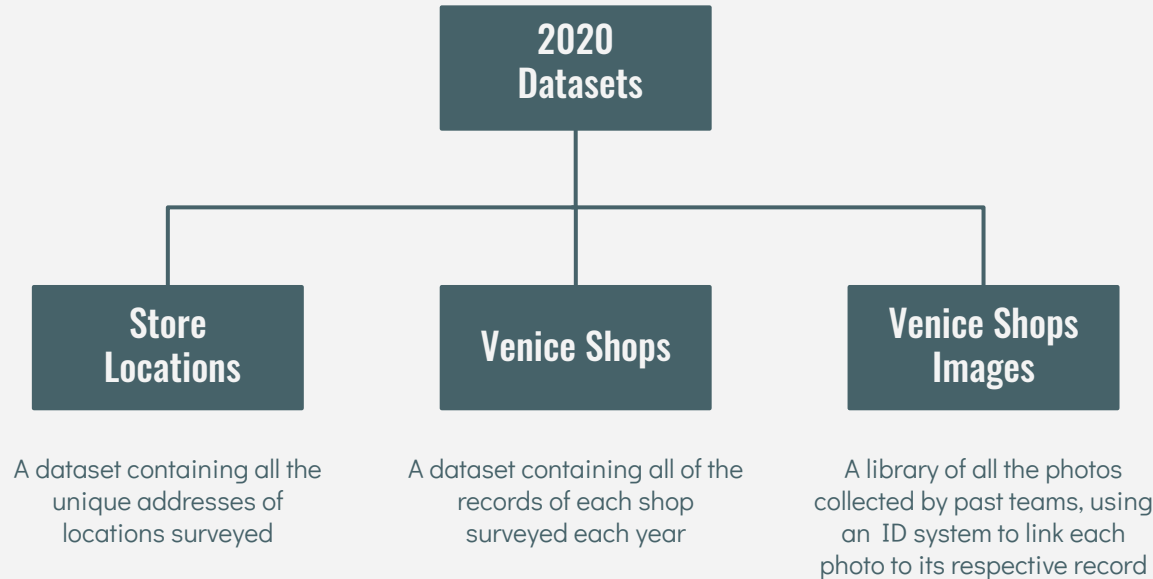 2020
Datasets
Store
Locations
Venice Shops
Venice Shops
Images
A dataset containing all the
unique addresses of
locations surveyed
A dataset containing all of the
records of each shop
surveyed each year
A library of all the photos
collected by past teams, using
an ID system to link each
photo to its respective record